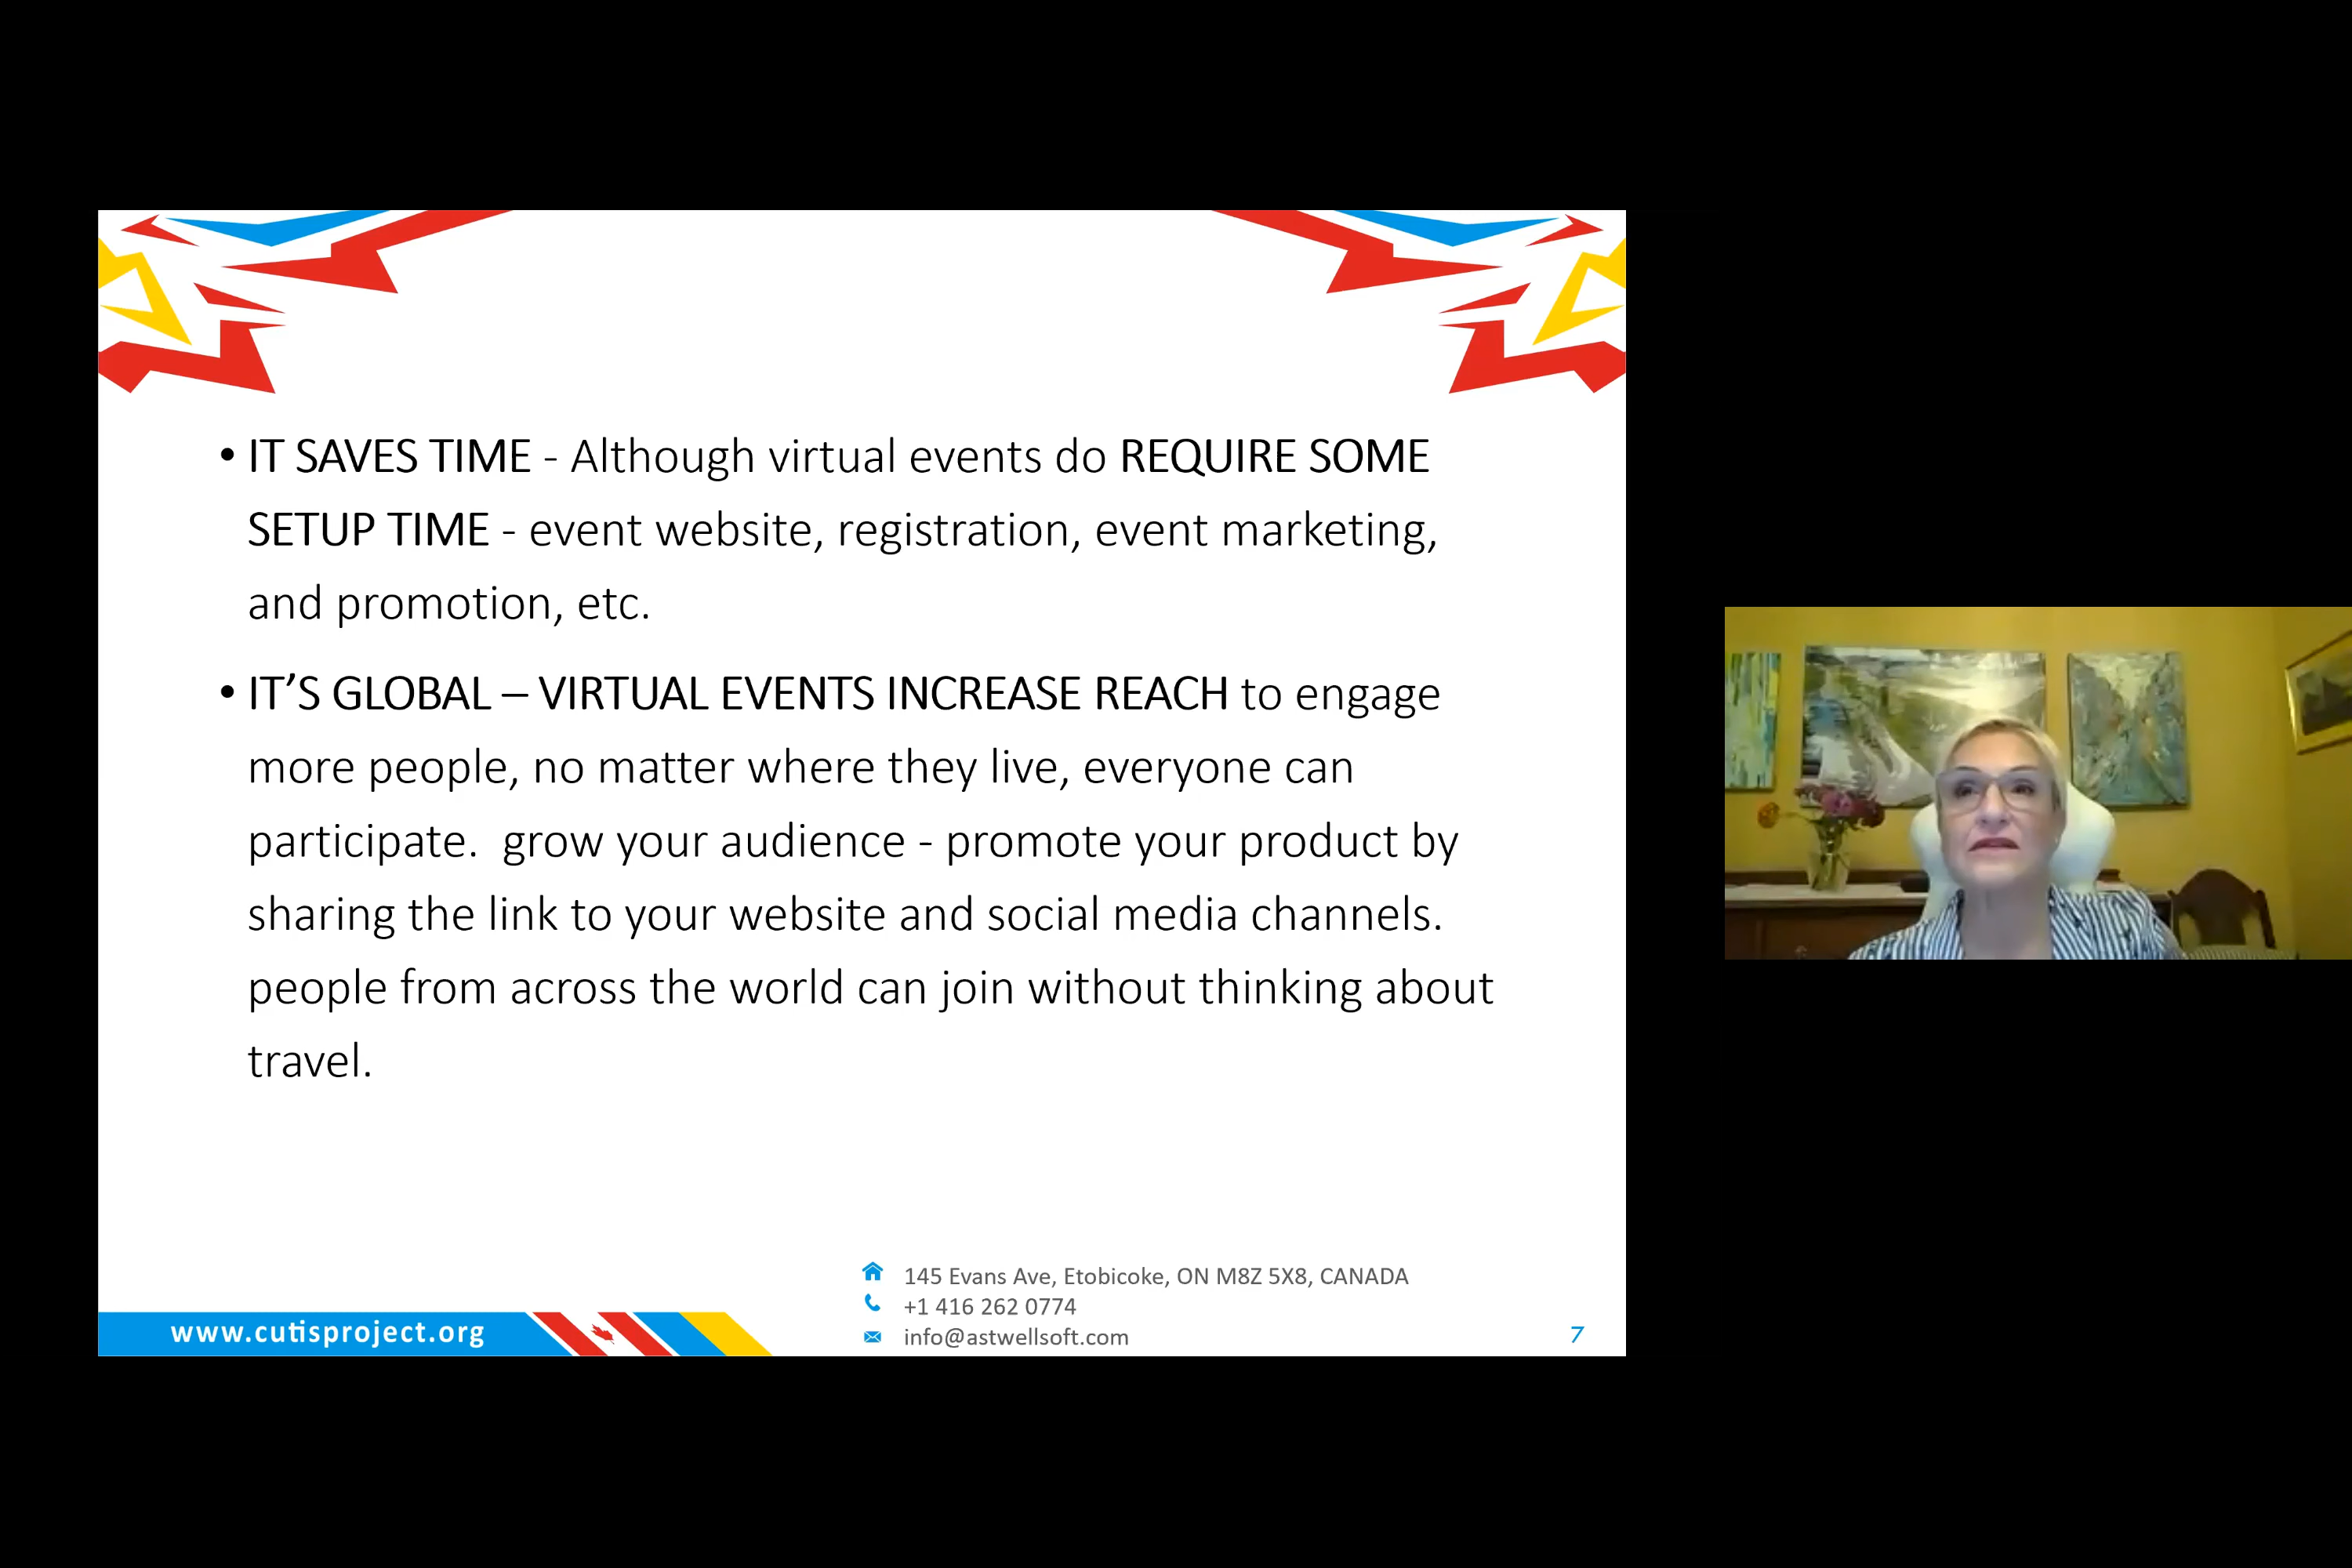 • IT SAVES TIME - Although virtual events do REQUIRE SOME
SETUP TIME - event website, registration, event marketing,
and promotion, etc.
• IT’S GLOBAL – VIRTUAL EVENTS INCREASE REACH to engage
more people, no matter where they live, everyone can
participate.  grow your audience - promote your product by
sharing the link to your website and social media channels.
people from across the world can join without thinking about
travel.
145 Evans Ave, Etobicoke, ON M8Z 5X8, CANADA
+1 416 262 0774
info@astwellsoft.com
www.cutisproject.org
7